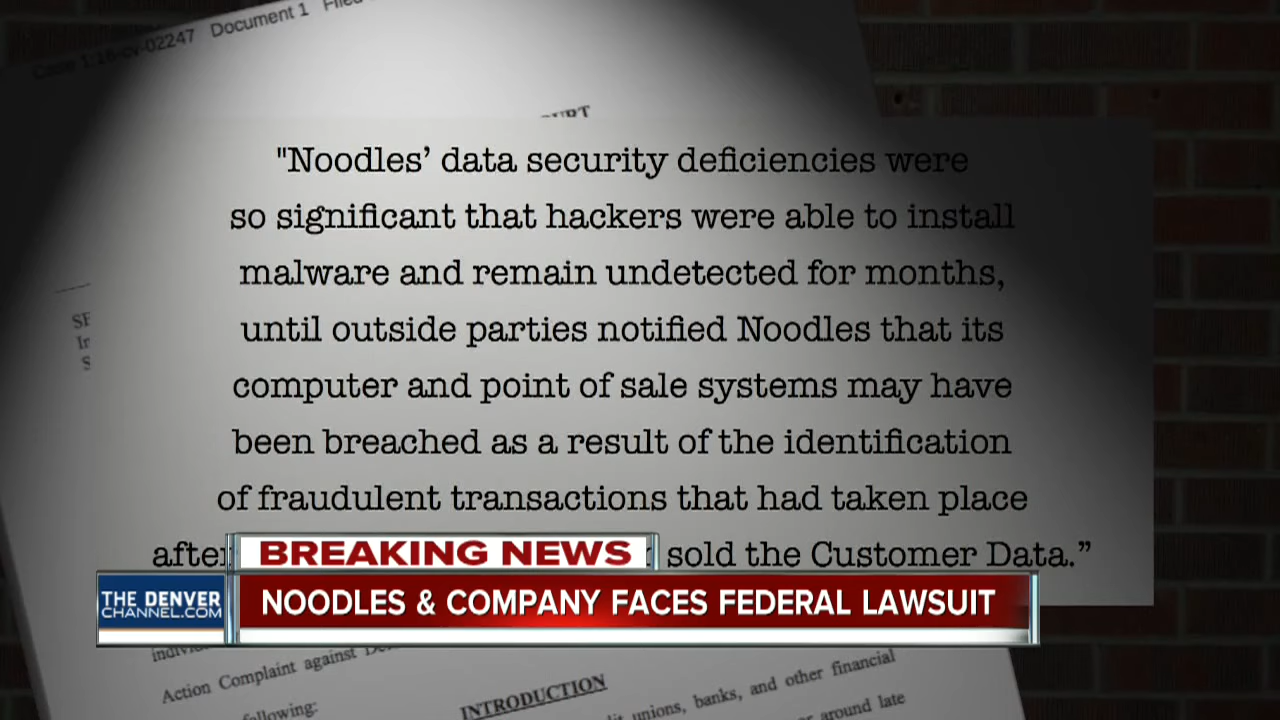 Case 1:16-cv-02247 Document 1 Filed
"Noodles’ data security deficiencies were
so significant that hackers were able to install
malware and remain undetected for months,
until outside parties notified Noodles that its
computer and point of sale systems may have
been breached as a result of the identification
of fraudulent transactions that had taken place
after sold the Customer Data.”
BREAKING NEWS
THE DENVER
CHANNEL.COM
NOODLES & COMPANY FACES FEDERAL LAWSUIT
Action Complaint against
following:
INTRODUCTION
unions, banks, and other financial
around late